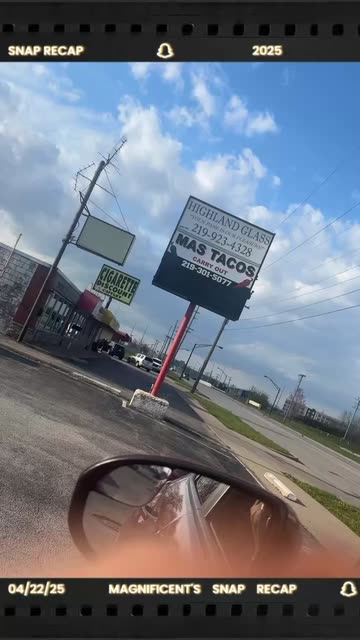 SNAP RECAP 2025
HIGHLAND GLASS
219-923-4328
MAS TACOS
CARRY OUT
219-301-5077
CIGARETTE
DISCOUNT
04/22/25 MAGNIFICENT'S SNAP RECAP